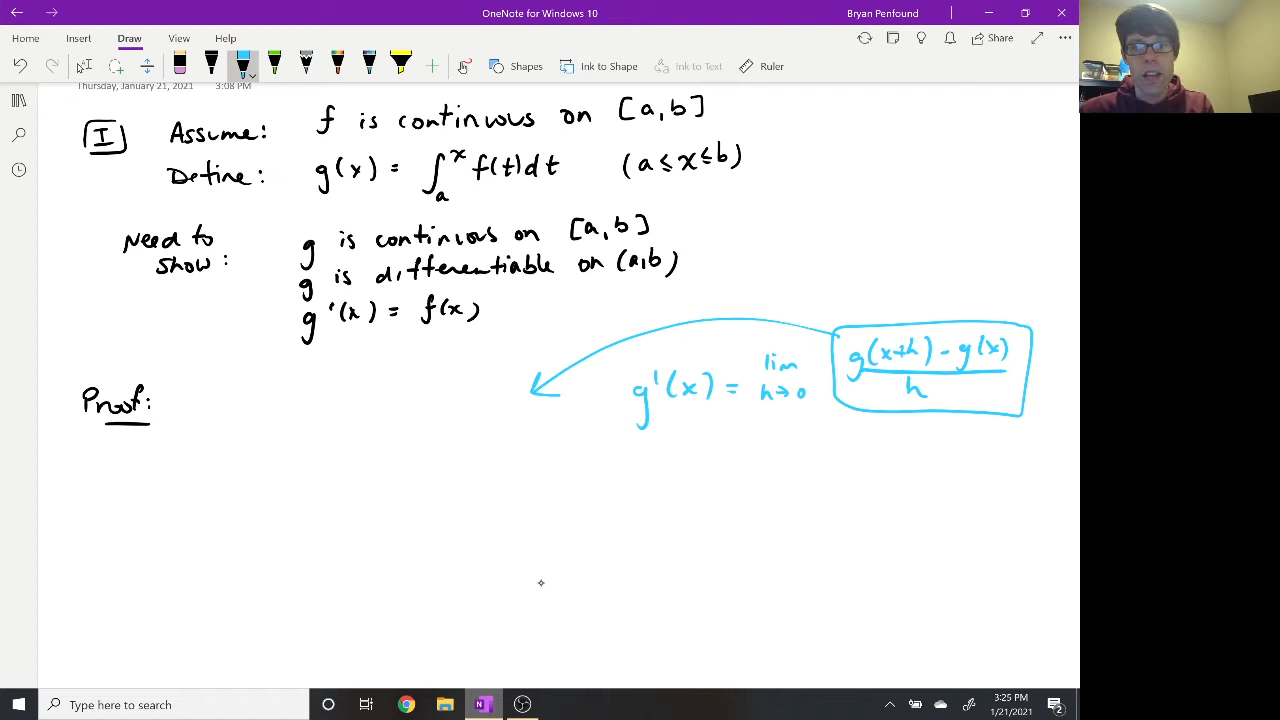 OneNote for Windows 10
Bryan Penfound
Home Insert Draw View Help
Share
Shapes Ink to Shape Ink to Text Ruler
Thursday, January 21, 2021 3:08 PM
I Assume: f is continuous on [a,b]
Define: g(x) = ∫_a^x f(t)dt (a ≤ x ≤ b)
Need to show:
g is continuous on [a,b]
g is differentiable on (a,b)
g'(x) = f(x)
g'(x) = lim h→0 g(x+h) - g(x) / h
Proof:
Type here to search
3:25 PM
1/21/2021
2